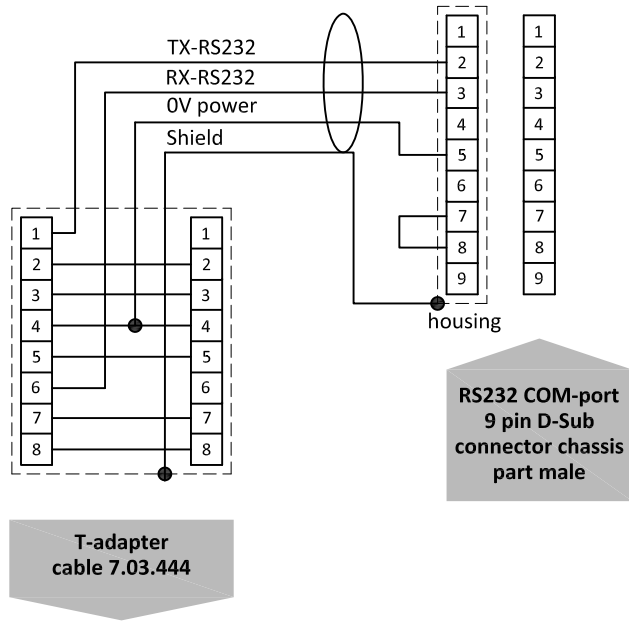 TX-RS232
RX-RS232
0V power
Shield
1 1
2 2
3 3
4 4
5 5
6 6
7 7
8 8
9 9
housing
1 1
2 2
3 3
4 4
5 5
6 6
7 7
8 8
RS232 COM-port
9 pin D-Sub
connector chassis
part male
T-adapter
cable 7.03.444